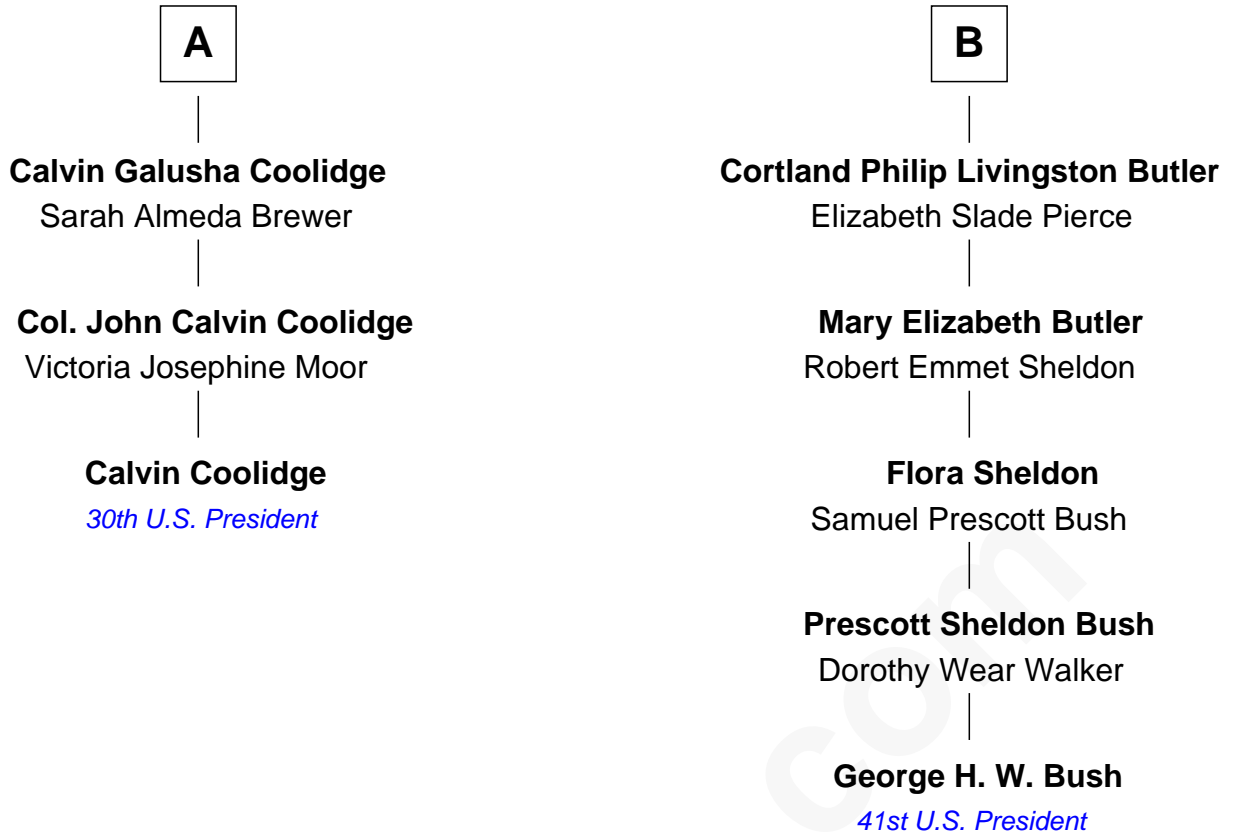 A
Calvin Galusha Coolidge
Sarah Almeda Brewer
Col. John Calvin Coolidge
Victoria Josephine Moor
Calvin Coolidge
30th U.S. President
B
Cortland Philip Livingston Butler
Elizabeth Slade Pierce
Mary Elizabeth Butler
Robert Emmet Sheldon
Flora Sheldon
Samuel Prescott Bush
Prescott Sheldon Bush
Dorothy Wear Walker
George H. W. Bush
41st U.S. President
com